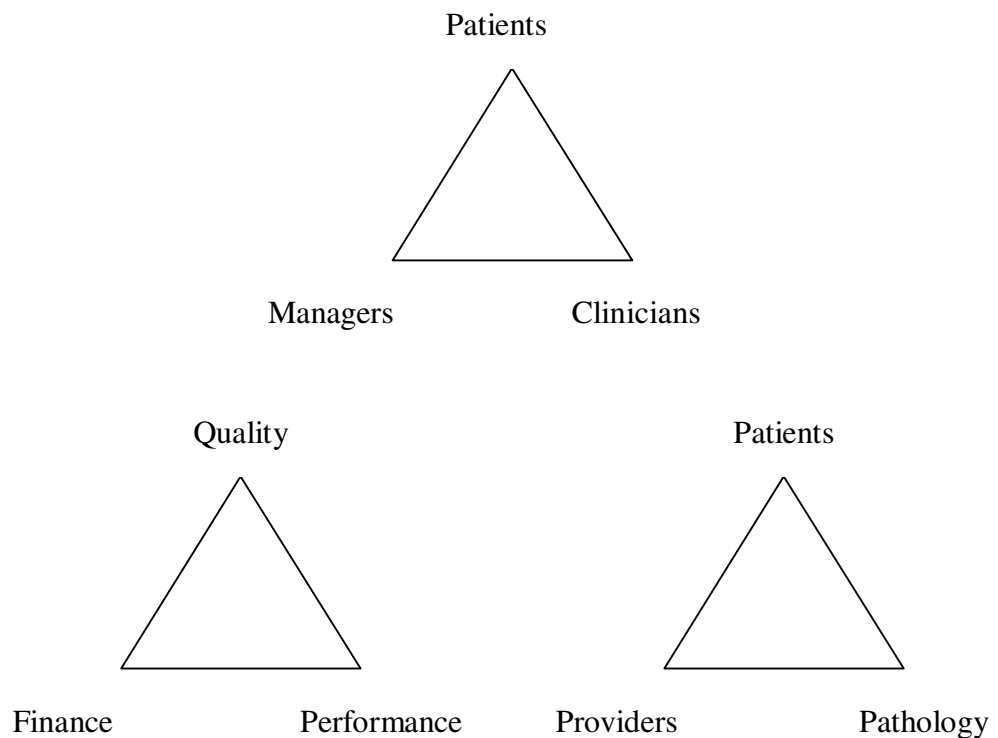 Patients
Managers Clinicians
Quality Patients
Finance Performance Providers Pathology